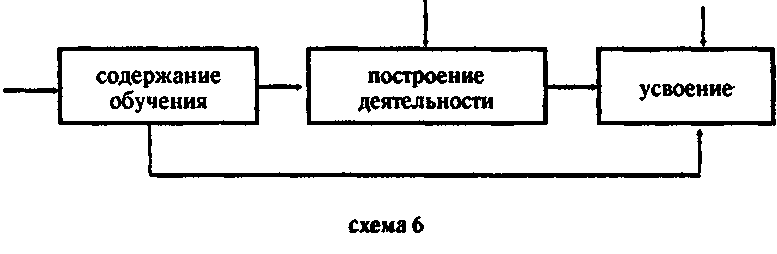 содержание
обучения
построение
деятельности
усвоение
схема 6